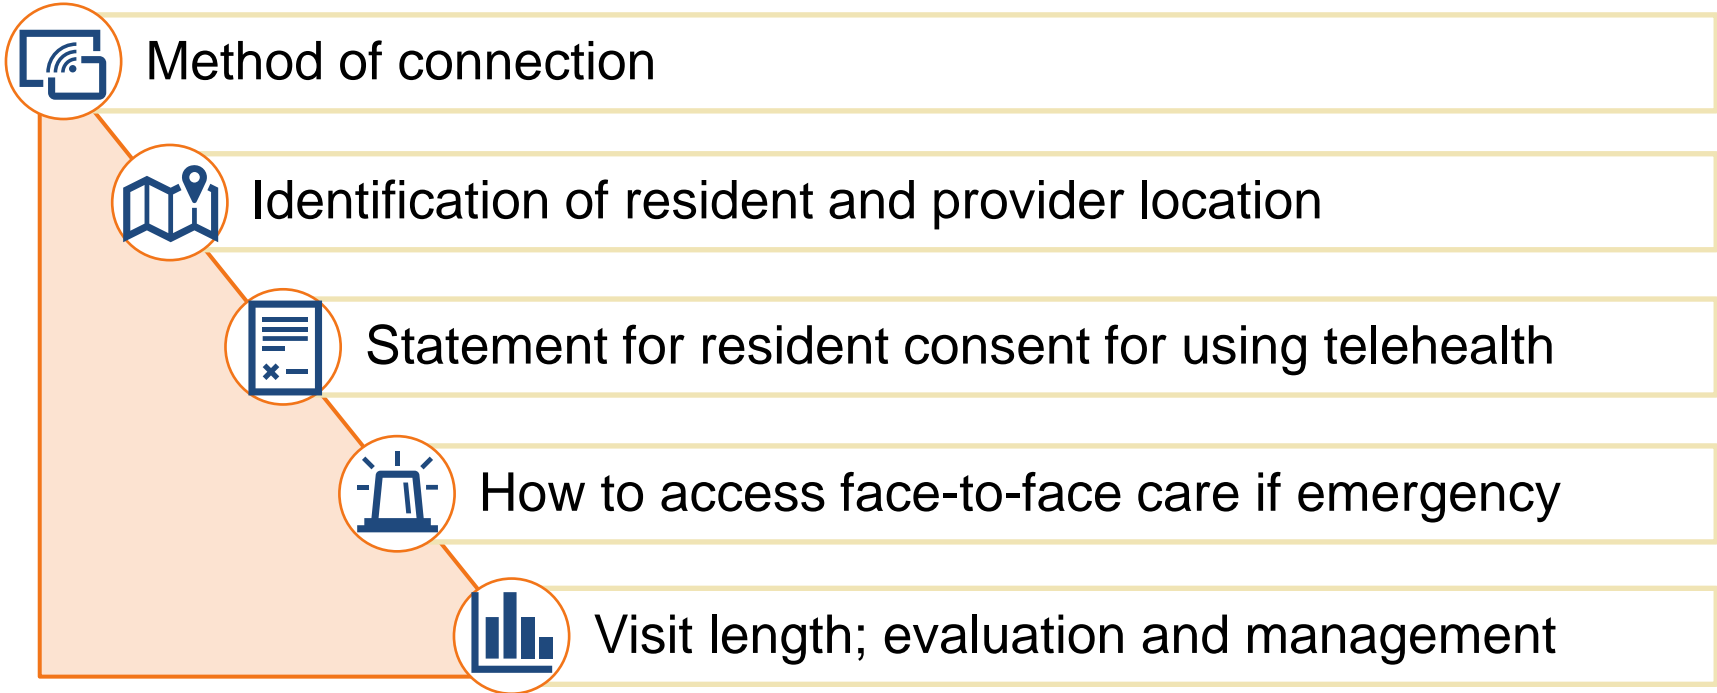 Method of connection
Identification of resident and provider location
Statement for resident consent for using telehealth
How to access face-to-face care if emergency
Visit length; evaluation and management